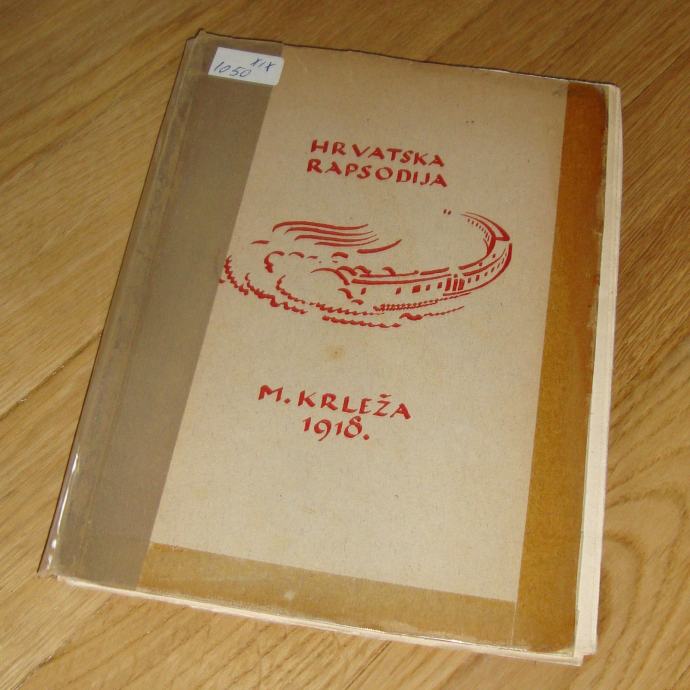 XIX
1050
HRVATSKA
RAPSODIJA
M. KRLEŽA
1918.